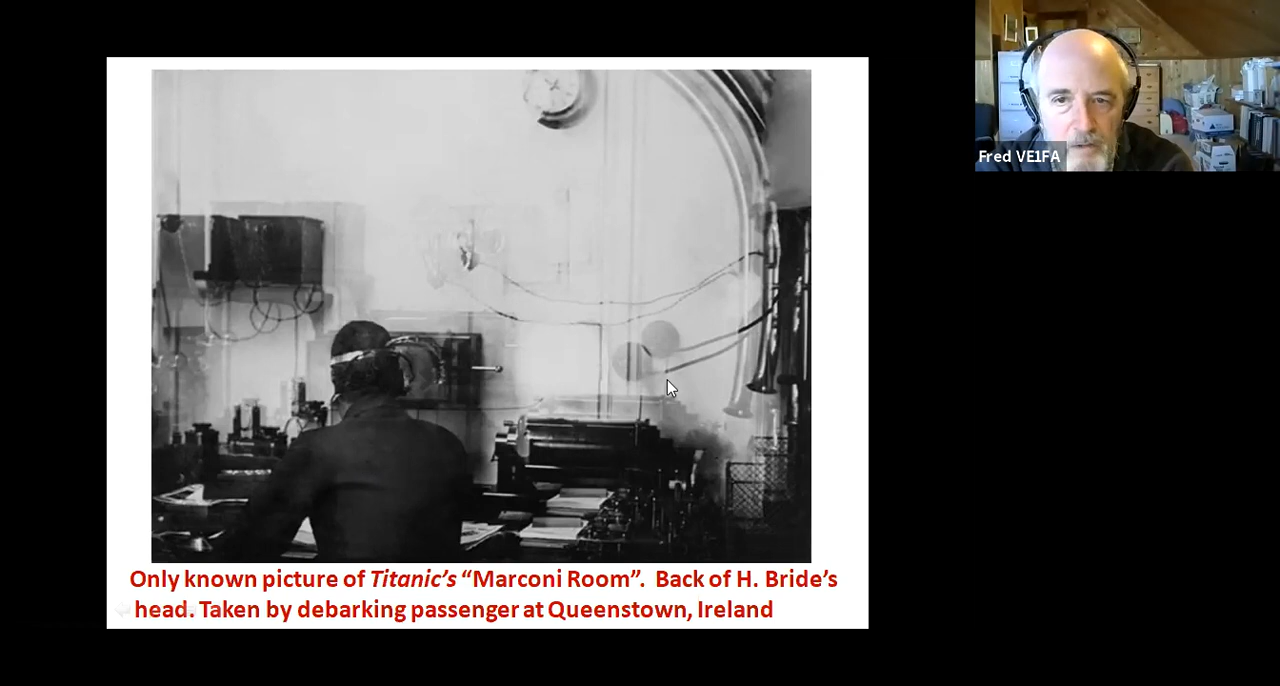 Fred VE1FA
Only known picture of Titanic's “Marconi Room”. Back of H. Bride's
head. Taken by debarking passenger at Queenstown, Ireland